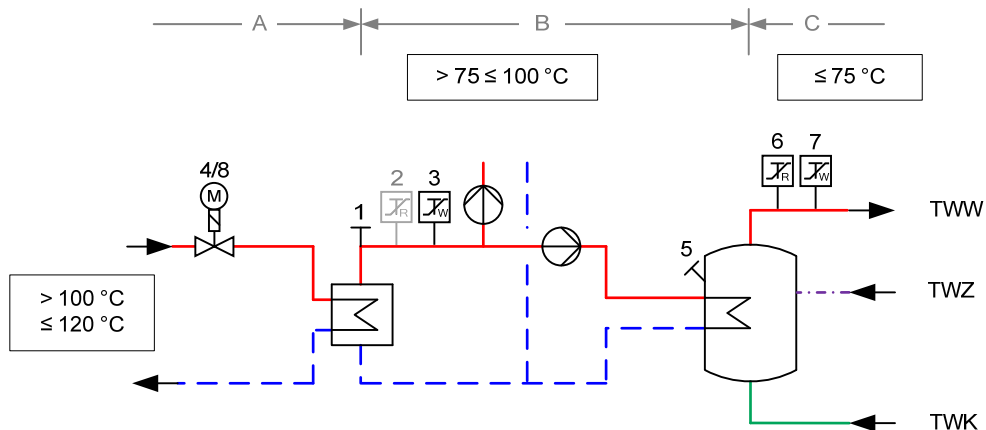 A
B
C
> 75 ≤ 100 °C
≤ 75 °C
4/8
M
1
2
R
3
W
6
R
7
W
TWW
5
> 100 °C
≤ 120 °C
TWZ
TWK